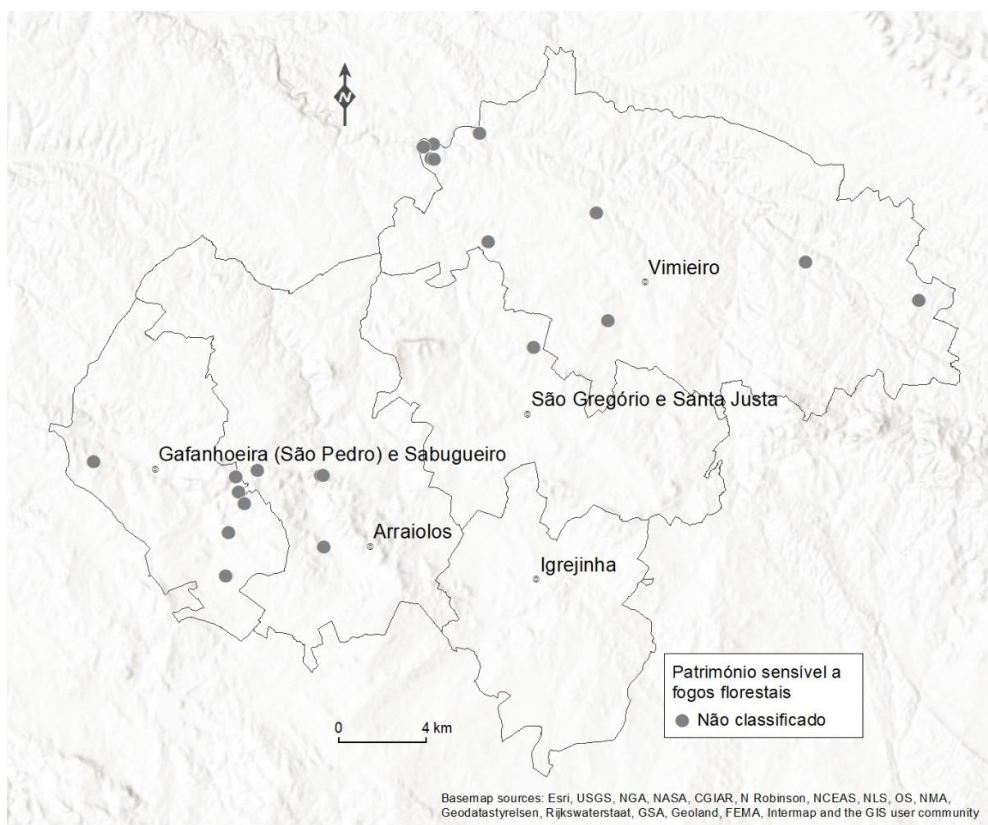 N
Vimieiro
São Gregório e Santa Justa
Gafanhoeira (São Pedro) e Sabugueiro
Arraiolos
Igrejinha
Património sensível a
fogos florestais
Não classificado
0 4 km
Basemap sources: Esri, USGS, NGA, NASA, CGIAR, N Robinson, NCEAS, NLS, OS, NMA,
Geodatastyrelsen, Rijkswaterstaat, GSA, Geoland, FEMA, Intermap and the GIS user community